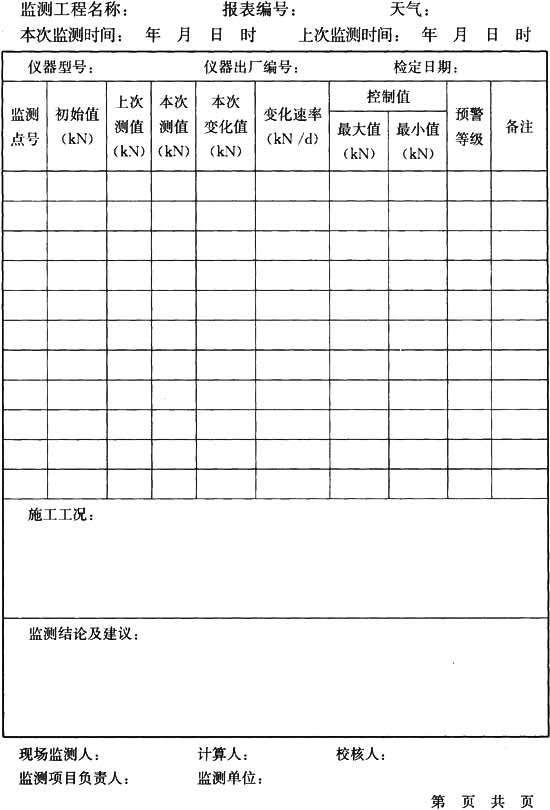 监测工程名称： 报表编号： 天气：
本次监测时间： 年 月 日 时 上次监测时间： 年 月 日 时
仪器型号： 仪器出厂编号： 检定日期：
监测点号 初始值（kN） 上次测值（kN） 本次测值（kN） 本次变化值（kN） 变化速率（kN /d） 控制值 最大值（kN） 最小值（kN） 预警等级 备注
施工工况：
监测结论及建议：
现场监测人： 计算人： 校核人：
监测项目负责人： 监测单位：
第 页 共 页